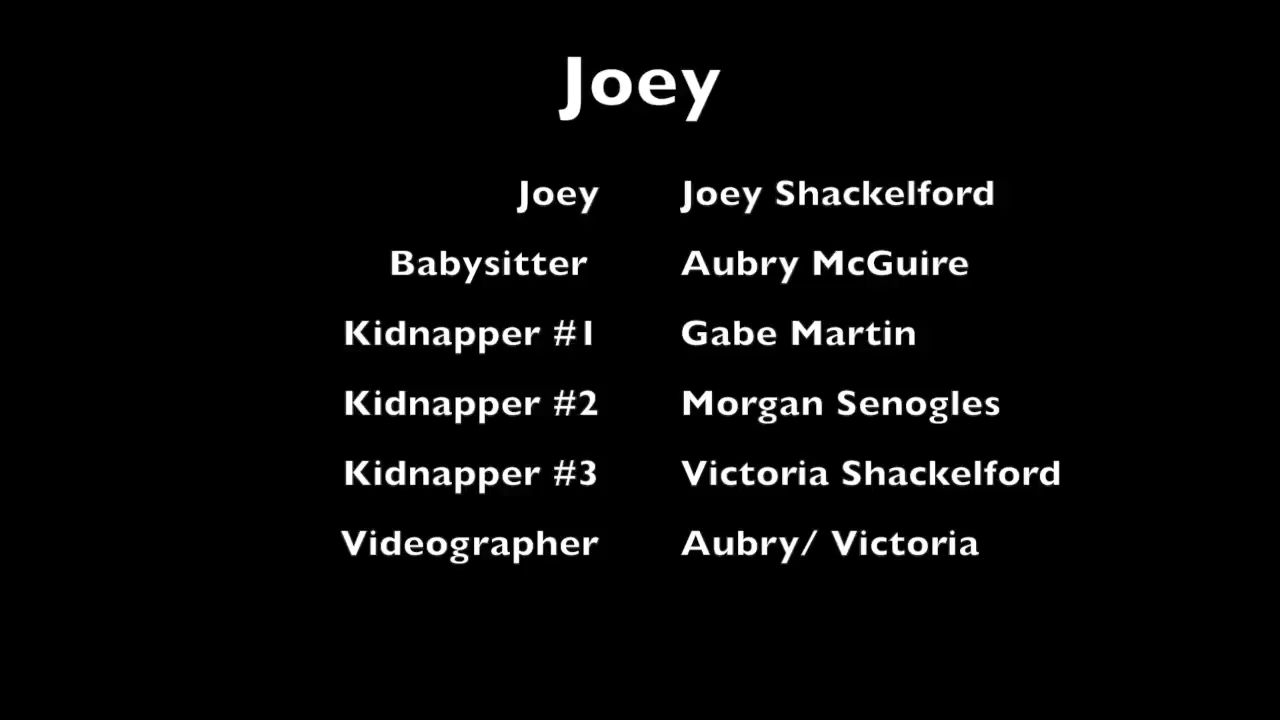 Joey
Joey Joey Shackelford
Babysitter Aubry McGuire
Kidnapper #1 Gabe Martin
Kidnapper #2 Morgan Senogles
Kidnapper #3 Victoria Shackelford
Videographer Aubry/ Victoria